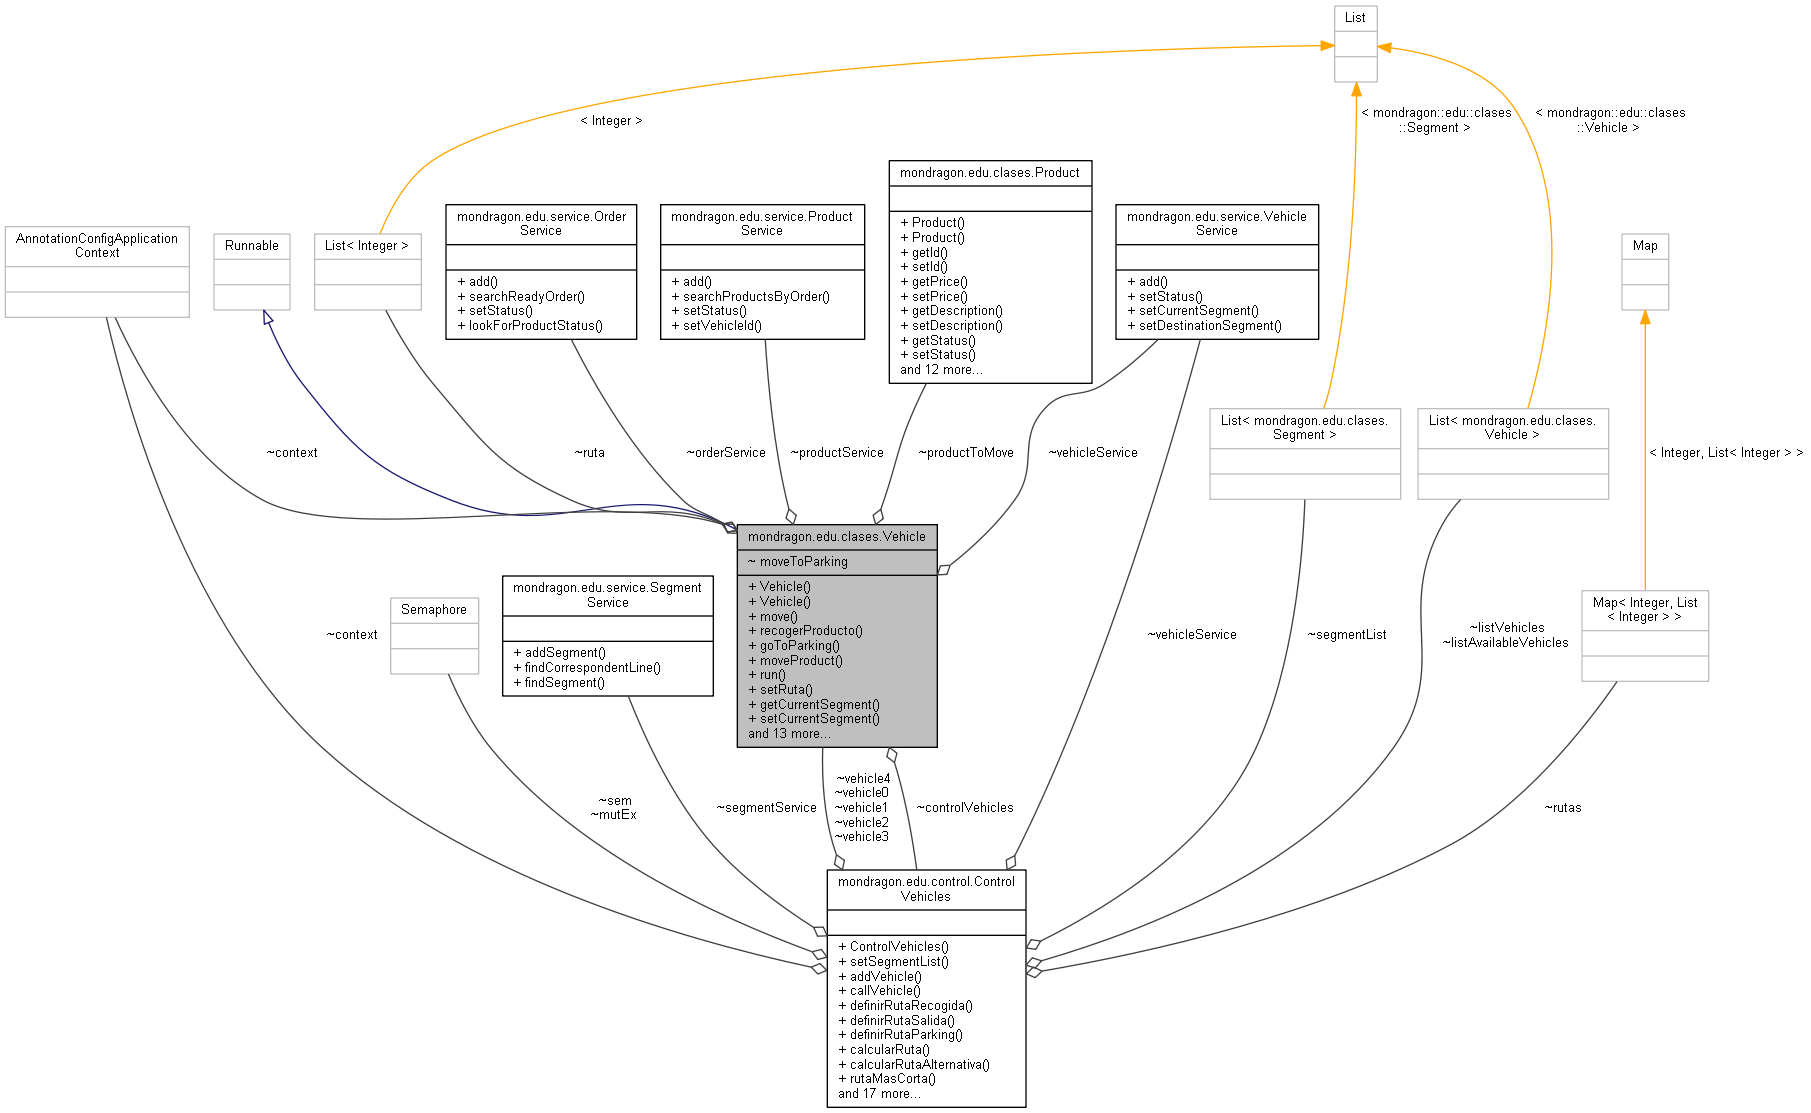 List
< Integer >
< mondragon::edu::clases
::Segment >
< mondragon::edu::clases
::Vehicle >
AnnotationConfigApplication
Context
Runnable
List< Integer >
mondragon.edu.service.Order
Service
+ add()
+ searchReadyOrder()
+ setStatus()
+ lookForProductStatus()
mondragon.edu.service.Product
Service
+ add()
+ searchProductsByOrder()
+ setStatus()
+ setVehicleId()
mondragon.edu.clases.Product
+ Product()
+ Product()
+ getId()
+ setId()
+ getPrice()
+ setPrice()
+ getDescription()
+ setDescription()
+ getStatus()
+ setStatus()
and 12 more...
mondragon.edu.service.Vehicle
Service
+ add()
+ setStatus()
+ setCurrentSegment()
+ setDestinationSegment()
Map
List< mondragon.edu.clases.
Segment >
List< mondragon.edu.clases.
Vehicle >
~context
~ruta
~orderService
~productService
~productToMove
~vehicleService
< Integer, List< Integer > >
mondragon.edu.clases.Vehicle
~ moveToParking
+ Vehicle()
+ Vehicle()
+ move()
+ recogerProducto()
+ goToParking()
+ moveProduct()
+ run()
+ setRuta()
+ getCurrentSegment()
+ setCurrentSegment()
and 13 more...
Semaphore
mondragon.edu.service.Segment
Service
+ addSegment()
+ findCorrespondentLine()
+ findSegment()
Map< Integer, List
< Integer > >
~context
~vehicleService
~segmentList
~listVehicles
~listAvailableVehicles
~sem
~mutEx
~segmentService
~vehicle4
~vehicle0
~vehicle1
~vehicle2
~vehicle3
~controlVehicles
~rutas
mondragon.edu.control.Control
Vehicles
+ ControlVehicles()
+ setSegmentList()
+ addVehicle()
+ callVehicle()
+ definirRutaRecogida()
+ definirRutaSalida()
+ definirRutaParking()
+ calcularRuta()
+ calcularRutaAlternativa()
+ rutaMasCorta()
and 17 more...